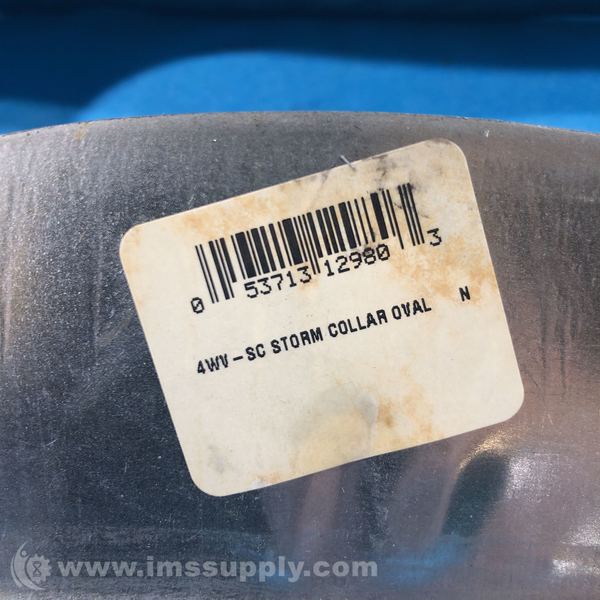 0 53713 12980 3
4WV-SC STORM COLLAR OVAL N
www.imssupply.com